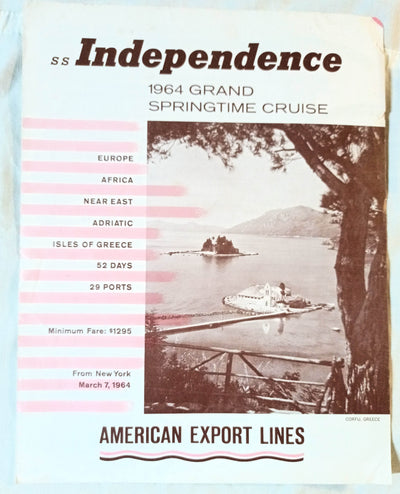 ss Independence
1964 GRAND
SPRINGTIME CRUISE
EUROPE
AFRICA
NEAR EAST
ADRIATIC
ISLES OF GREECE
52 DAYS
29 PORTS
Minimum Fare: $1295
From New York
March 7, 1964
CORFU, GREECE
AMERICAN EXPORT LINES